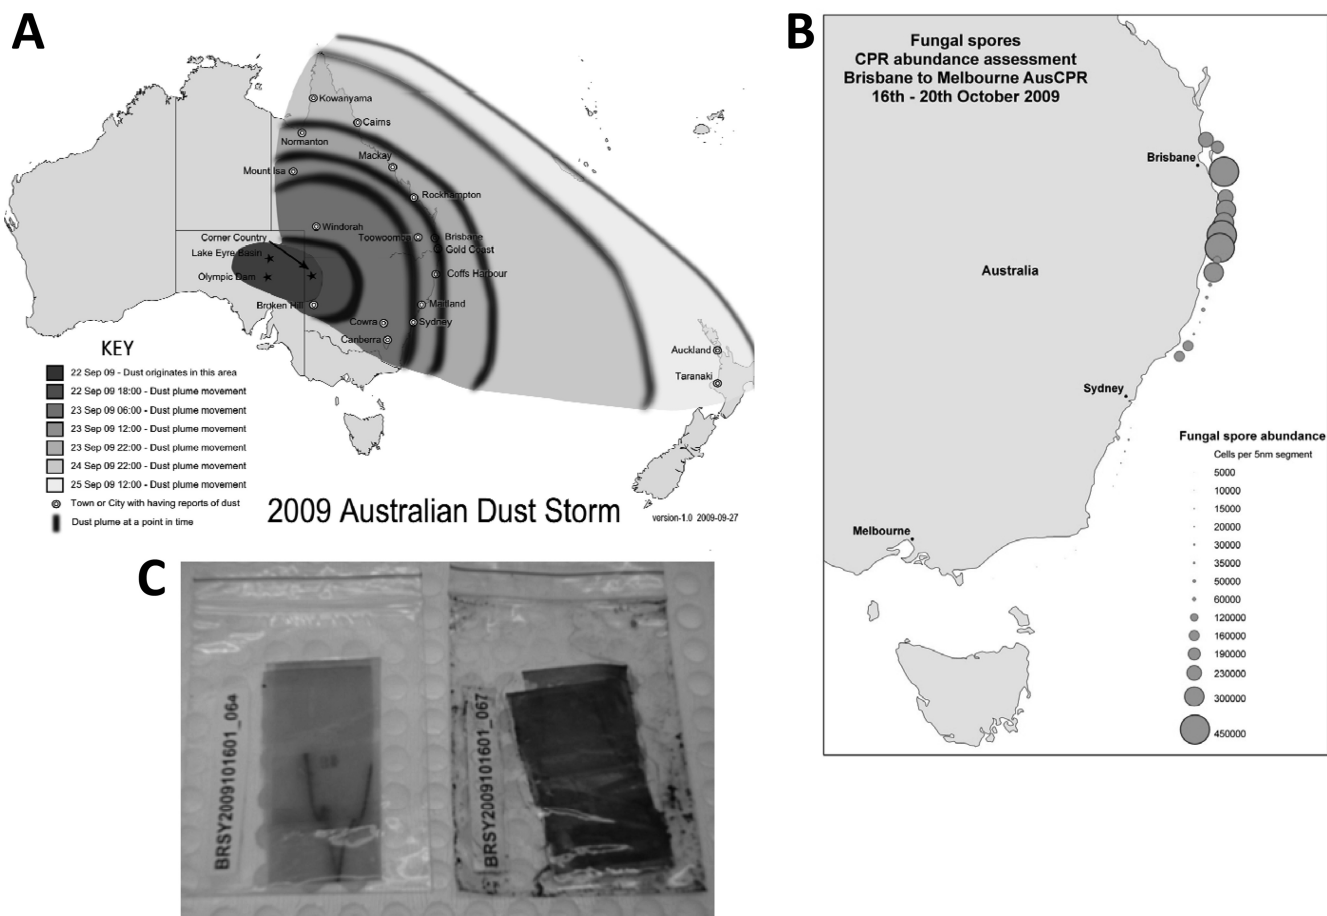 A
Kowanyama
Cairns
Normanton
Mackay
Mount Isa
Rockhampton
Windorah
Corner Country
Toowoomba
Brisbane
Lake Eyre Basin
Gold Coast
Olympic Dam
Coffs Harbour
Broken Hill
Maitland
Cowra
Sydney
Canberra
Auckland
Taranaki
KEY
22 Sep 09 - Dust originates in this area
22 Sep 09 18:00 - Dust plume movement
23 Sep 09 06:00 - Dust plume movement
23 Sep 09 12:00 - Dust plume movement
23 Sep 09 22:00 - Dust plume movement
24 Sep 09 22:00 - Dust plume movement
25 Sep 09 12:00 - Dust plume movement
Town or City with having reports of dust
Dust plume at a point in time
2009 Australian Dust Storm
version-1.0 2009-09-27
B
Fungal spores
CPR abundance assessment
Brisbane to Melbourne AusCPR
16th - 20th October 2009
Brisbane
Australia
Sydney
Melbourne
Fungal spore abundance
Cells per 5nm segment
5000
10000
15000
20000
30000
35000
50000
60000
120000
160000
190000
230000
300000
450000
C
BRSY2009101601_064
BRSY2009101601_067